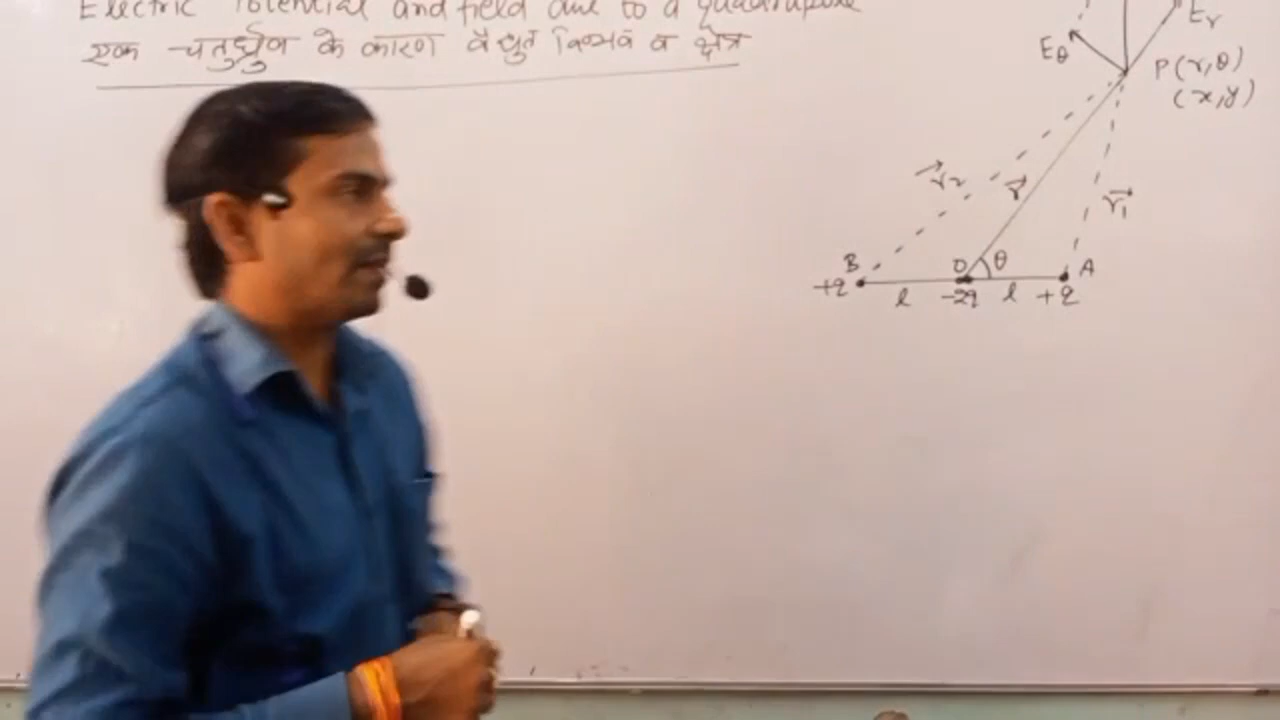 Electric Potential and field due to a quadrupole
एक चतुर्ध्रुव के कारण वैद्युत विभव व क्षेत्र
Er
Eθ
P(r,θ)
(x,y)
r₂
r
r₁
B
O
θ
A
+q
l
-2q
l
+q